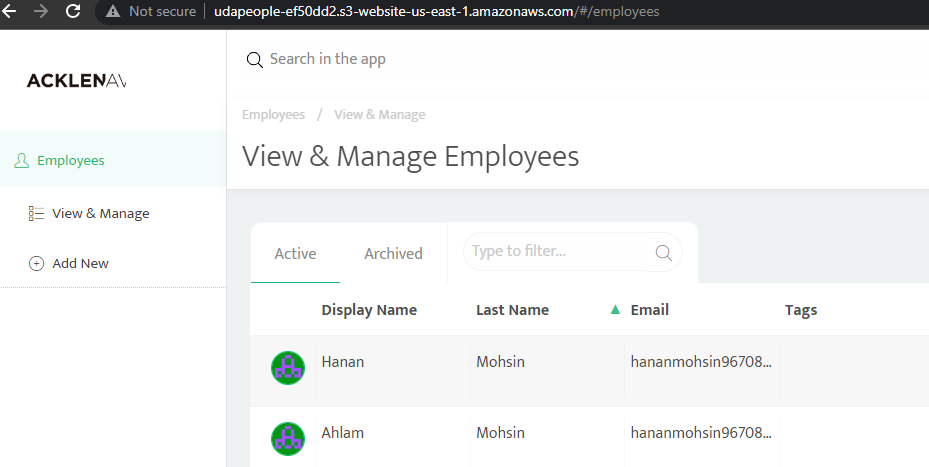 Not secure udapeople-ef50dd2.s3-website-us-east-1.amazonaws.com/#/employees
ACKLENAV
Search in the app
Employees / View & Manage
View & Manage Employees
Employees
View & Manage
Add New
Active Archived Type to filter...
Display Name Last Name ▲ Email Tags
Hanan Mohsin hananmohsin96708...
Ahlam Mohsin hananmohsin96708...